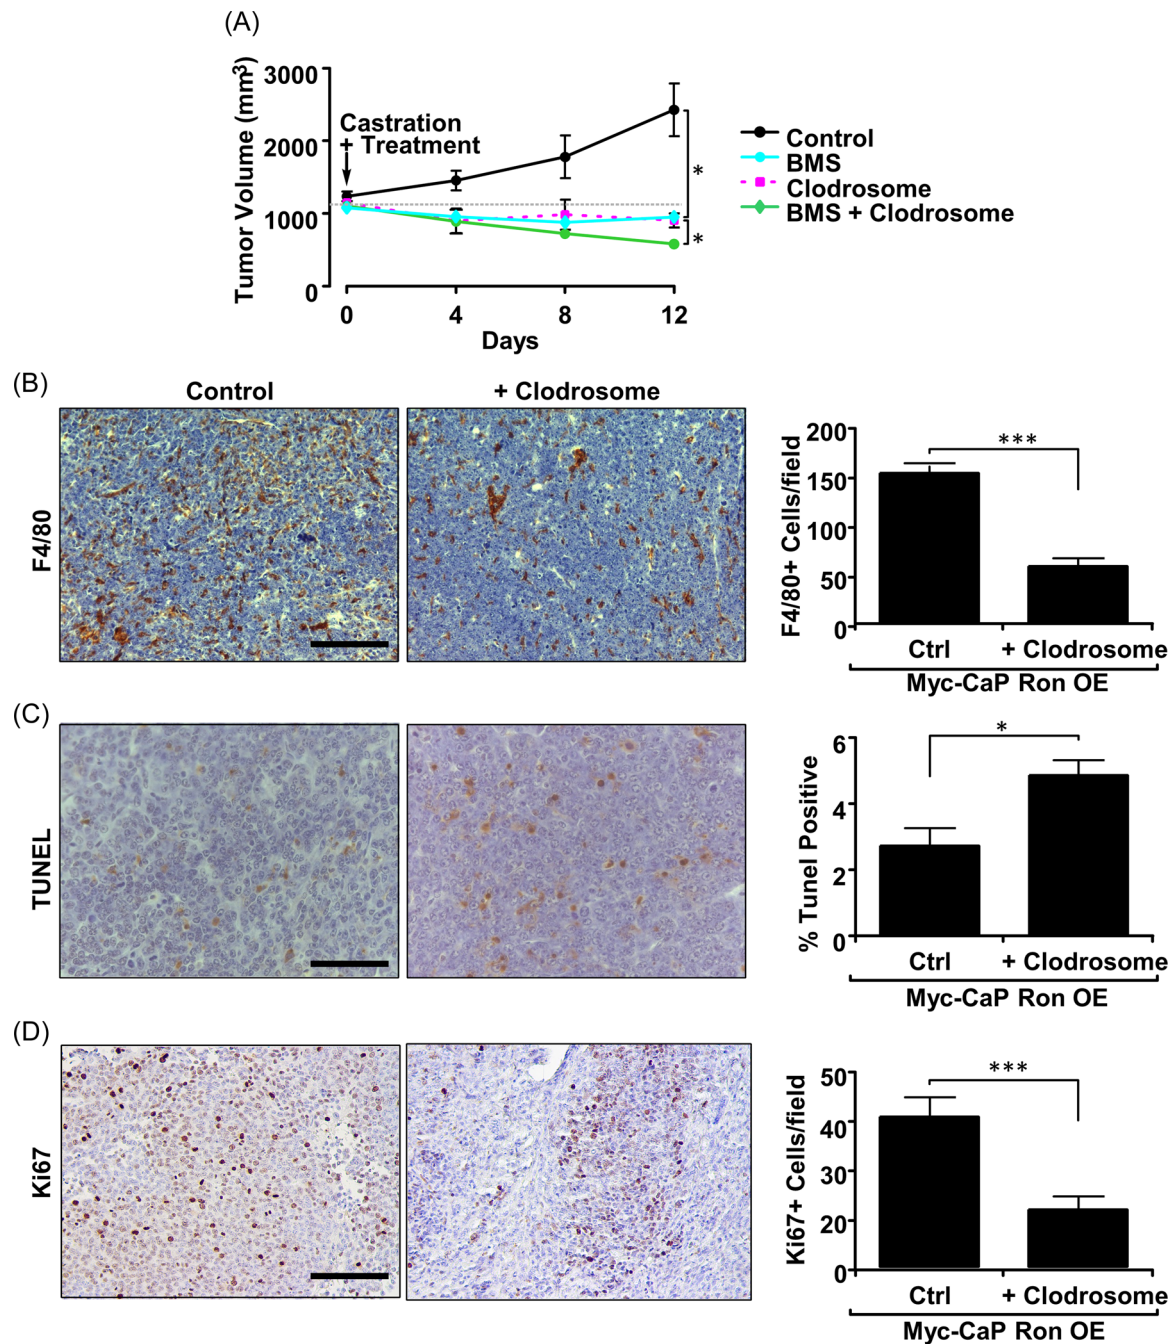 (A)
Tumor Volume (mm³)
3000
2000
1000
0
Castration
+ Treatment
*
*
0 4 8 12
Days
Control
BMS
Clodrosome
BMS + Clodrosome
(B)
Control + Clodrosome
F4/80
F4/80+ Cells/field
200
150
100
50
0
***
Ctrl + Clodrosome
Myc-CaP Ron OE
(C)
TUNEL
% Tunel Positive
6
4
2
0
*
Ctrl + Clodrosome
Myc-CaP Ron OE
(D)
Ki67
Ki67+ Cells/field
50
40
30
20
0
***
Ctrl + Clodrosome
Myc-CaP Ron OE